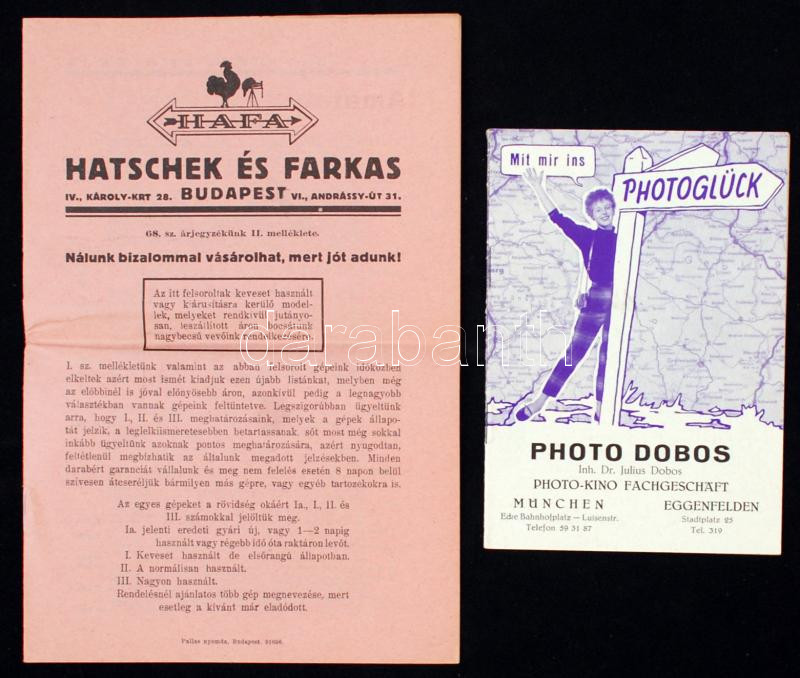 HAFA
HATSCHEK ÉS FARKAS
IV., KÁROLY-KRT 28. BUDAPEST VI., ANDRÁSSY-ÚT 31.
68. sz. árjegyzékünk II. melléklete.
Nálunk bizalommal vásárolhat, mert jót adunk!
Az itt felsoroltak keveset használt
vagy kiárusításra kerülő model-
lek, melyeket rendkívül jutányo-
san, leszállított áron bocsátunk
nagybecsű vevőink rendelkezésére.
I. sz. mellékletünk valamint az abban felsorolt gépeink időközben
elkeltek azért most ismét kiadjuk ezen újabb listánkat, melyben még
az előbbinél is jóval előnyösebb áron, azonkívül pedig a legnagyobb
választékban vannak gépeink feltüntetve. Legszigorúbban ügyeltünk
arra, hogy I., II. és III. meghatározásaink, melyek a gépek állapo-
tát jelzik, a leglelkiismeretesebben betartassanak. sőt most még sokkal
inkább ügyeltünk azoknak pontos meghatározására, azért nyugodtan,
feltétlenül megbízhatik az általunk megadott jelzésekben. Minden
darabért garanciát vállalunk és meg nem felelés esetén 8 napon belül
szívesen átcseréljük bármilyen más gépre, vagy egyéb tartozékokra is.
Az egyes gépeket a rövidség okáért Ia., I., II. és
III. számokkal jelöltük meg.
Ia. jelenti eredeti gyári új, vagy 1—2 napig
használt vagy régebb idő óta raktáron levőt.
I. Keveset használt de elsőrangú állapotban.
II. A normálisan használt.
III. Nagyon használt.
Rendelésnél ajánlatos több gép megnevezése, mert
esetleg a kívánt már eladódott.
Pallas nyomda, Budapest.
Mit mir ins
PHOTOGLÜCK
PHOTO DOBOS
Inh. Dr. Julius Dobos
PHOTO-KINO FACHGESCHÄFT
MÜNCHEN EGGENFELDEN
Ecke Bahnhofplatz — Luisenstr. Stadtplatz 25
Telefon 59 31 87 Tel. 319
darabanth